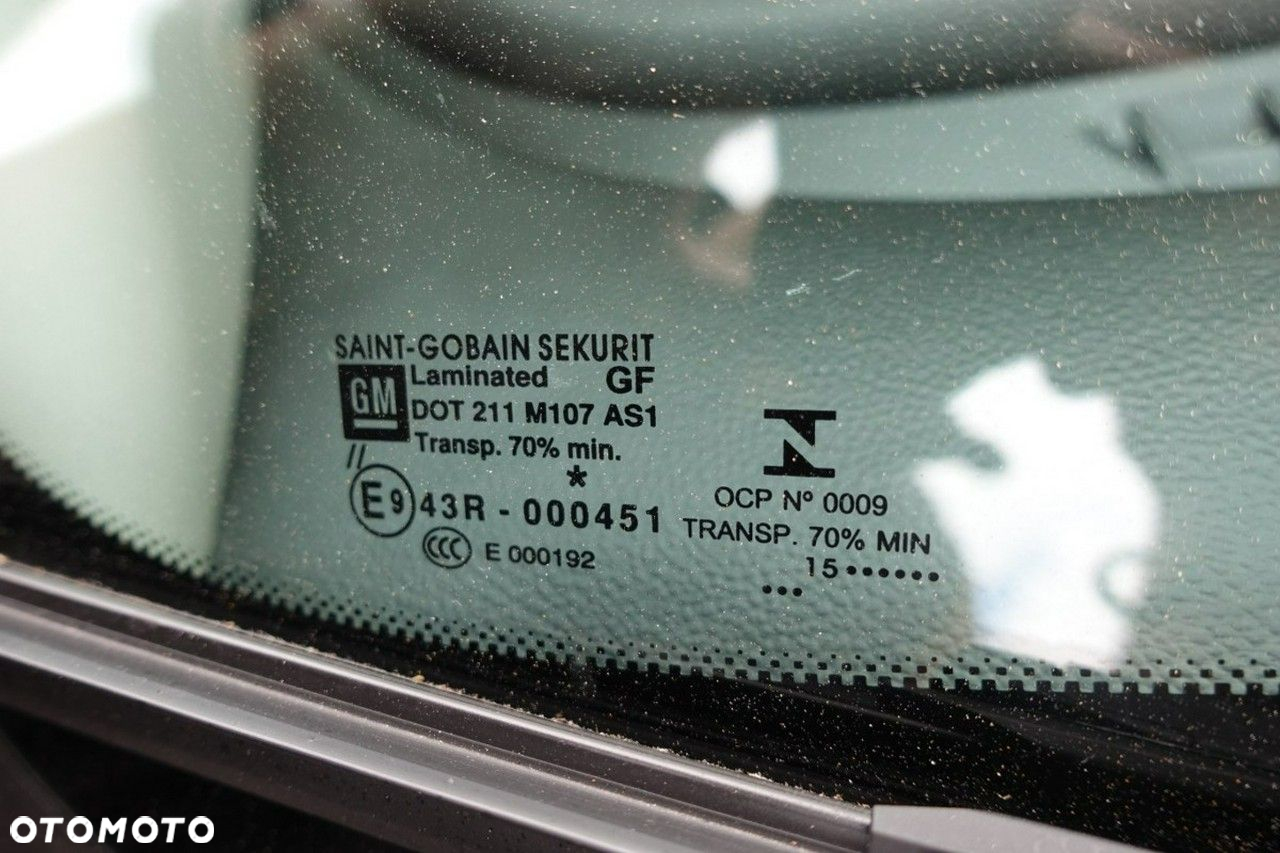 SAINT-GOBAIN SEKURIT
GM Laminated GF
DOT 211 M107 AS1
Transp. 70% min.
//
*
E9 43R - 000451
CCC E 000192
N
OCP Nº 0009
TRANSP. 70% MIN
15●●●●●●
●●●
OTOMOTO